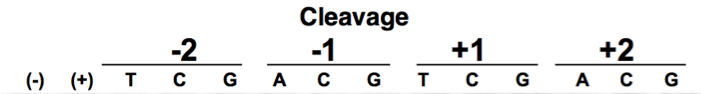 Cleavage
-2 -1 +1 +2
(-) (+) T C G A C G T C G A C G